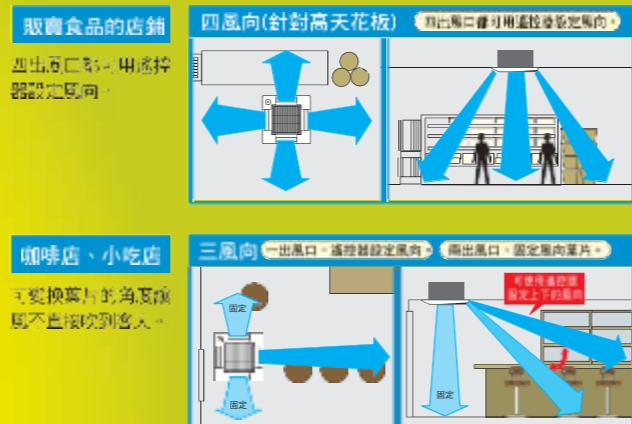 販賣食品的店鋪
四出風口都可用遙控
器設定風向。
四風向(針對高天花板)
四出風口都可用遙控器設定風向。
咖啡店、小吃店
可變換葉片的角度讓
風不直接吹到客人。
三風向
一出風口，遙控器設定風向。
兩出風口，固定風向葉片。
固定
固定
可使用遙控器
固定上下的風向
固定